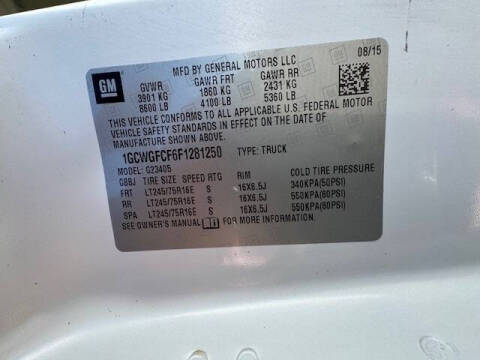 GM
MFD BY GENERAL MOTORS LLC 08/15
GVWR GAWR FRT GAWR RR
3901 KG 1860 KG 2431 KG
8600 LB 4100 LB 5360 LB
THIS VEHICLE CONFORMS TO ALL APPLICABLE U.S. FEDERAL MOTOR
VEHICLE SAFETY STANDARDS IN EFFECT ON THE DATE OF
MANUFACTURE SHOWN ABOVE.
1GCWGFCF6F1281250 TYPE: TRUCK
MODEL: G23405
GBBJ TIRE SIZE SPEED RTG RIM COLD TIRE PRESSURE
FRT LT245/75R16E S 16X6.5J 340KPA(50PSI)
RR LT245/75R16E S 16X6.5J 550KPA(80PSI)
SPA LT245/75R16E S 16X6.5J 550KPA(80PSI)
SEE OWNER'S MANUAL FOR MORE INFORMATION.